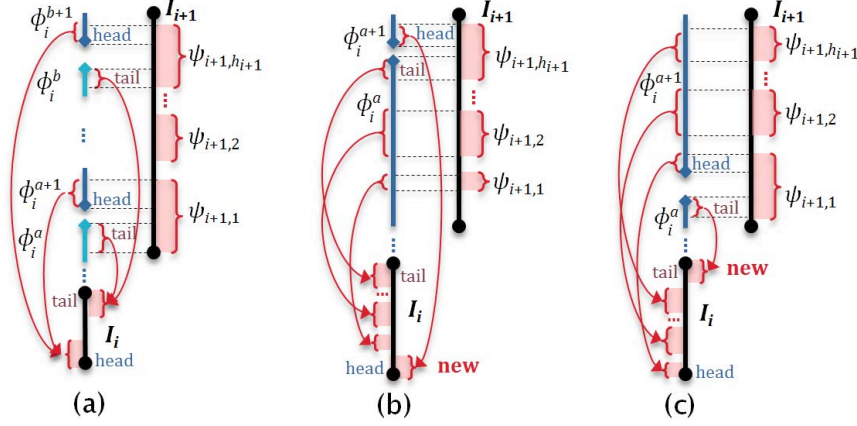 I_{i+1}
ϕ_i^{b+1}
head
ψ_{i+1,h_{i+1}}
ϕ_i^b
tail
ψ_{i+1,2}
ϕ_i^{a+1}
head
ψ_{i+1,1}
ϕ_i^a
tail
tail
I_i
head
(a)
I_{i+1}
ϕ_i^{a+1}
head
ψ_{i+1,h_{i+1}}
tail
ϕ_i^a
ψ_{i+1,2}
ψ_{i+1,1}
tail
I_i
head
new
(b)
I_{i+1}
ψ_{i+1,h_{i+1}}
ϕ_i^{a+1}
ψ_{i+1,2}
head
ψ_{i+1,1}
ϕ_i^a
tail
tail
new
I_i
head
(c)